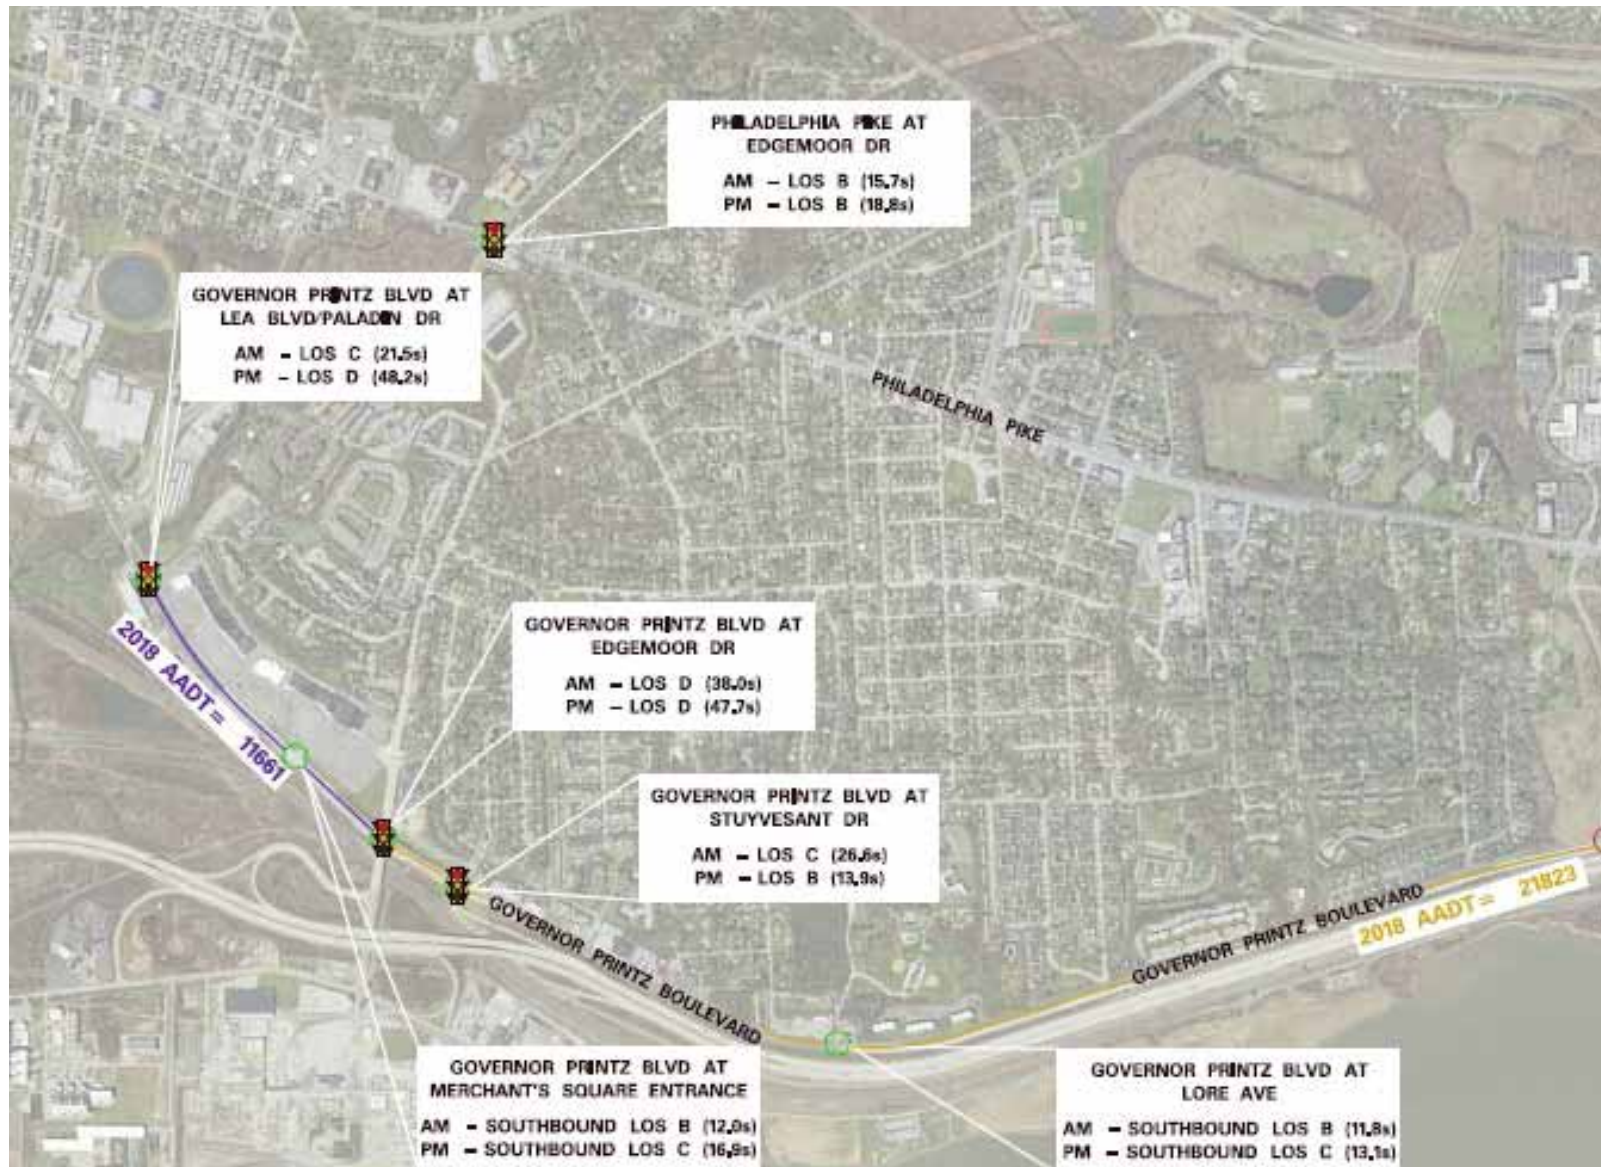 PHILADELPHIA PIKE AT
EDGEMOOR DR
AM - LOS B (15.7s)
PM - LOS B (18.8s)
GOVERNOR PRINTZ BLVD AT
LEA BLVD/PALADIN DR
AM - LOS C (21.5s)
PM - LOS D (48.2s)
PHILADELPHIA PIKE
2018 AADT = 11661
GOVERNOR PRINTZ BLVD AT
EDGEMOOR DR
AM - LOS D (38.0s)
PM - LOS D (47.7s)
GOVERNOR PRINTZ BLVD AT
STUYVESANT DR
AM - LOS C (26.6s)
PM - LOS B (13.9s)
GOVERNOR PRINTZ BOULEVARD
GOVERNOR PRINTZ BOULEVARD
2018 AADT = 21823
GOVERNOR PRINTZ BLVD AT
MERCHANT'S SQUARE ENTRANCE
AM - SOUTHBOUND LOS B (12.0s)
PM - SOUTHBOUND LOS C (16.9s)
GOVERNOR PRINTZ BLVD AT
LORE AVE
AM - SOUTHBOUND LOS B (11.8s)
PM - SOUTHBOUND LOS C (13.1s)